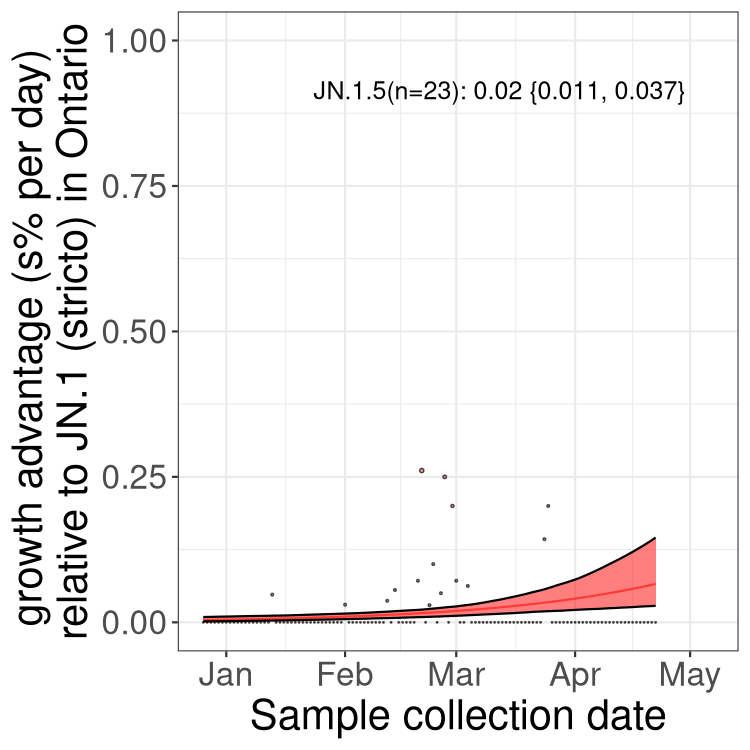 growth advantage (s% per day)
relative to JN.1 (stricto) in Ontario
1.00
0.75
0.50
0.25
0.00
JN.1.5(n=23): 0.02 {0.011, 0.037}
Jan Feb Mar Apr May
Sample collection date